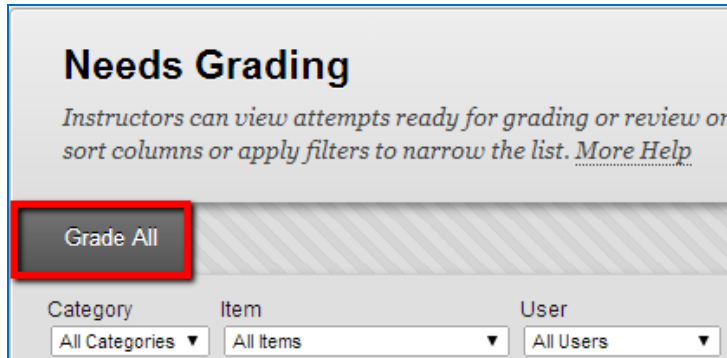 Needs Grading
Instructors can view attempts ready for grading or review on
sort columns or apply filters to narrow the list. More Help
Grade All
Category Item User
All Categories All Items All Users